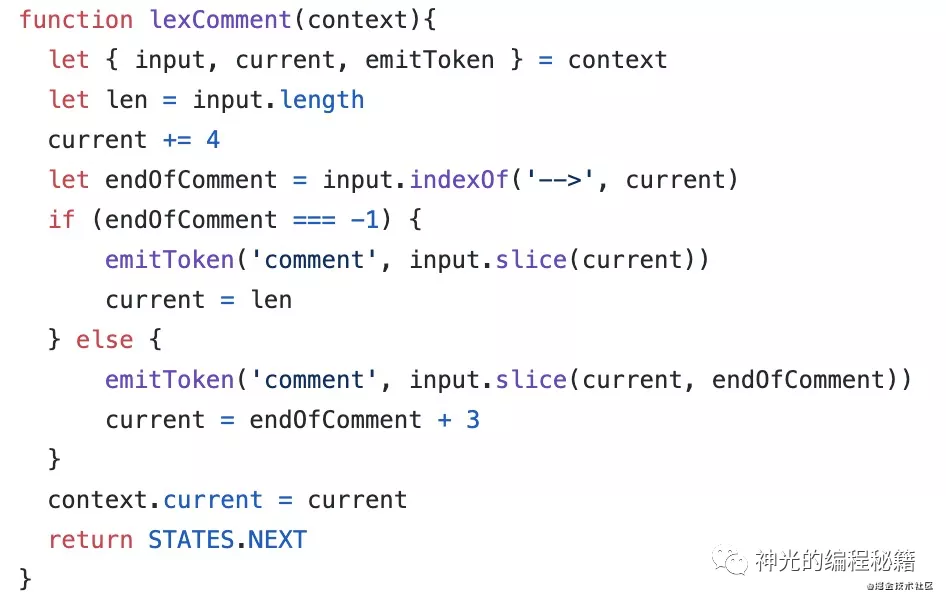 function lexComment(context){
  let { input, current, emitToken } = context
  let len = input.length
  current += 4
  let endOfComment = input.indexOf('-->', current)
  if (endOfComment === -1) {
      emitToken('comment', input.slice(current))
      current = len
  } else {
      emitToken('comment', input.slice(current, endOfComment))
      current = endOfComment + 3
  }
  context.current = current
  return STATES.NEXT
}
神光的编程秘籍
@掘金技术社区